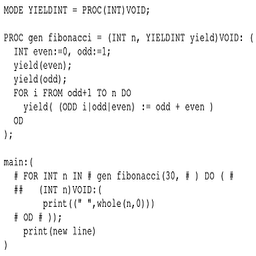 MODE YIELDINT = PROC(INT)VOID;
PROC gen fibonacci = (INT n, YIELDINT yield)VOID: (
  INT even:=0, odd:=1;
  yield(even);
  yield(odd);
  FOR i FROM odd+1 TO n DO
    yield( (ODD i|odd|even) := odd + even )
  OD
);
main:(
  # FOR INT n IN # gen fibonacci(30, # ) DO ( #
  ##   (INT n)VOID:(
        print((" ",whole(n,0)))
  # OD # ));
    print(new line)
)